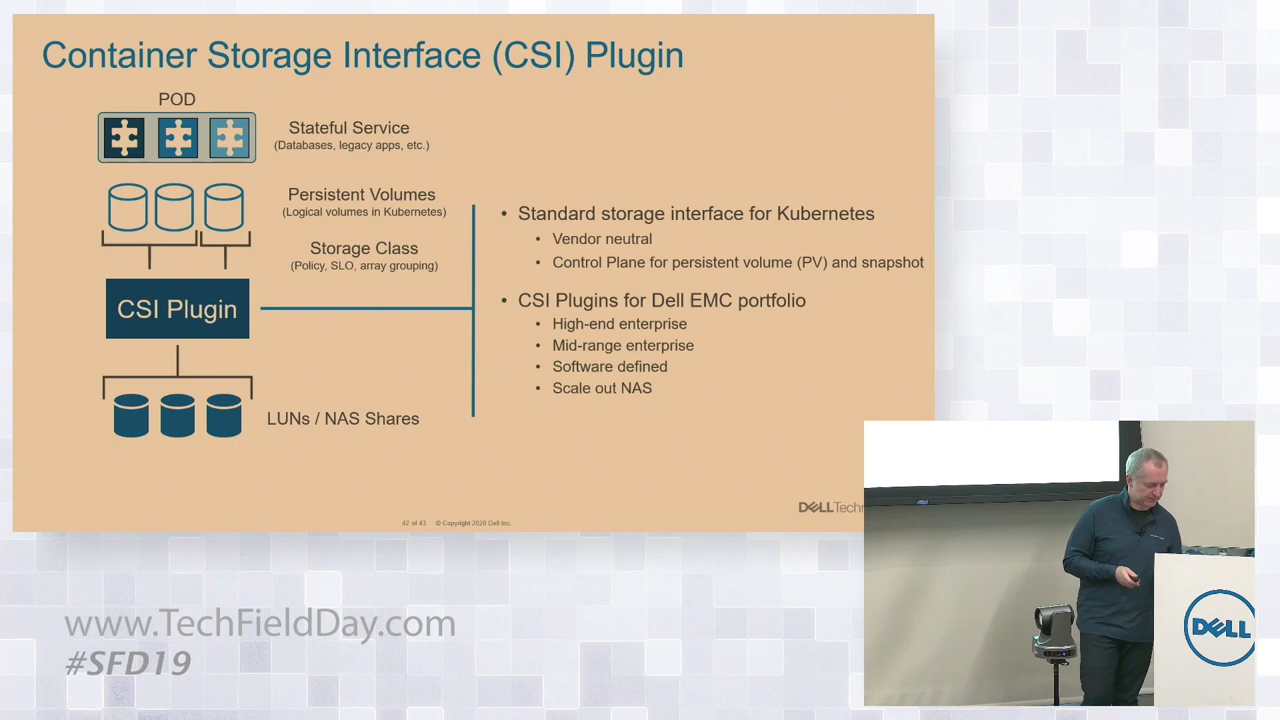 Container Storage Interface (CSI) Plugin
POD
Stateful Service
(Databases, legacy apps, etc.)
Persistent Volumes
(Logical volumes in Kubernetes)
Storage Class
(Policy, SLO, array grouping)
CSI Plugin
LUNs / NAS Shares
• Standard storage interface for Kubernetes
• Vendor neutral
• Control Plane for persistent volume (PV) and snapshot
• CSI Plugins for Dell EMC portfolio
• High-end enterprise
• Mid-range enterprise
• Software defined
• Scale out NAS
42 of 43 © Copyright 2020 Dell Inc.
DELLTech
www.TechFieldDay.com
#SFD19
DELL